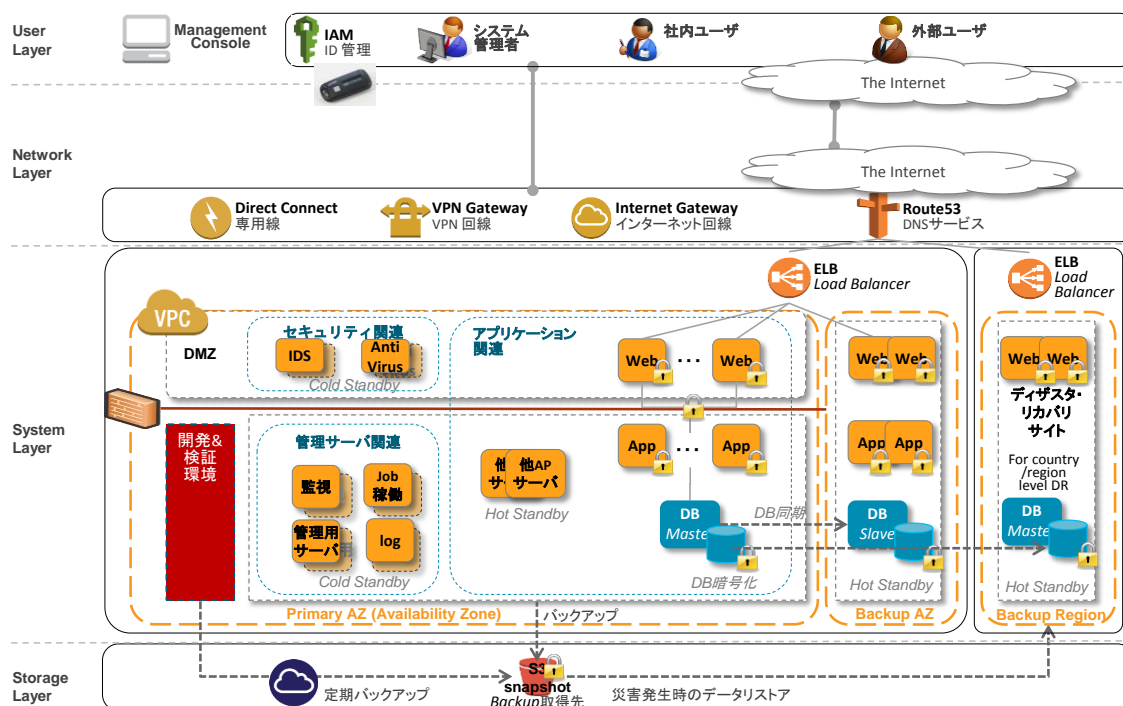 User
Layer
Management
Console
IAM
ID 管理
システム
管理者
社内ユーザ
外部ユーザ
The Internet
Network
Layer
The Internet
Direct Connect
専用線
VPN Gateway
VPN 回線
Internet Gateway
インターネット回線
Route53
DNSサービス
System
Layer
ELB
Load Balancer
ELB
Load
Balancer
VPC
DMZ
セキュリティ関連
IDS
Anti
Virus
Cold Standby
アプリケーション
関連
Web
・・・
Web
Web
Web
Web
Web
ディザスタ・
リカバリ
サイト
For country
/region
level DR
開発&
検証
環境
管理サーバ関連
監視
Job
稼働
管理用
サーバ
log
Cold Standby
他AP
サーバ
Hot Standby
App
・・・
App
App
App
DB
Master
DB同期
DB暗号化
DB
Slave
Hot Standby
DB
Master
Hot Standby
Primary AZ (Availability Zone)
Backup AZ
Backup Region
バックアップ
Storage
Layer
定期バックアップ
S3
snapshot
Backup取得先
災害発生時のデータリストア